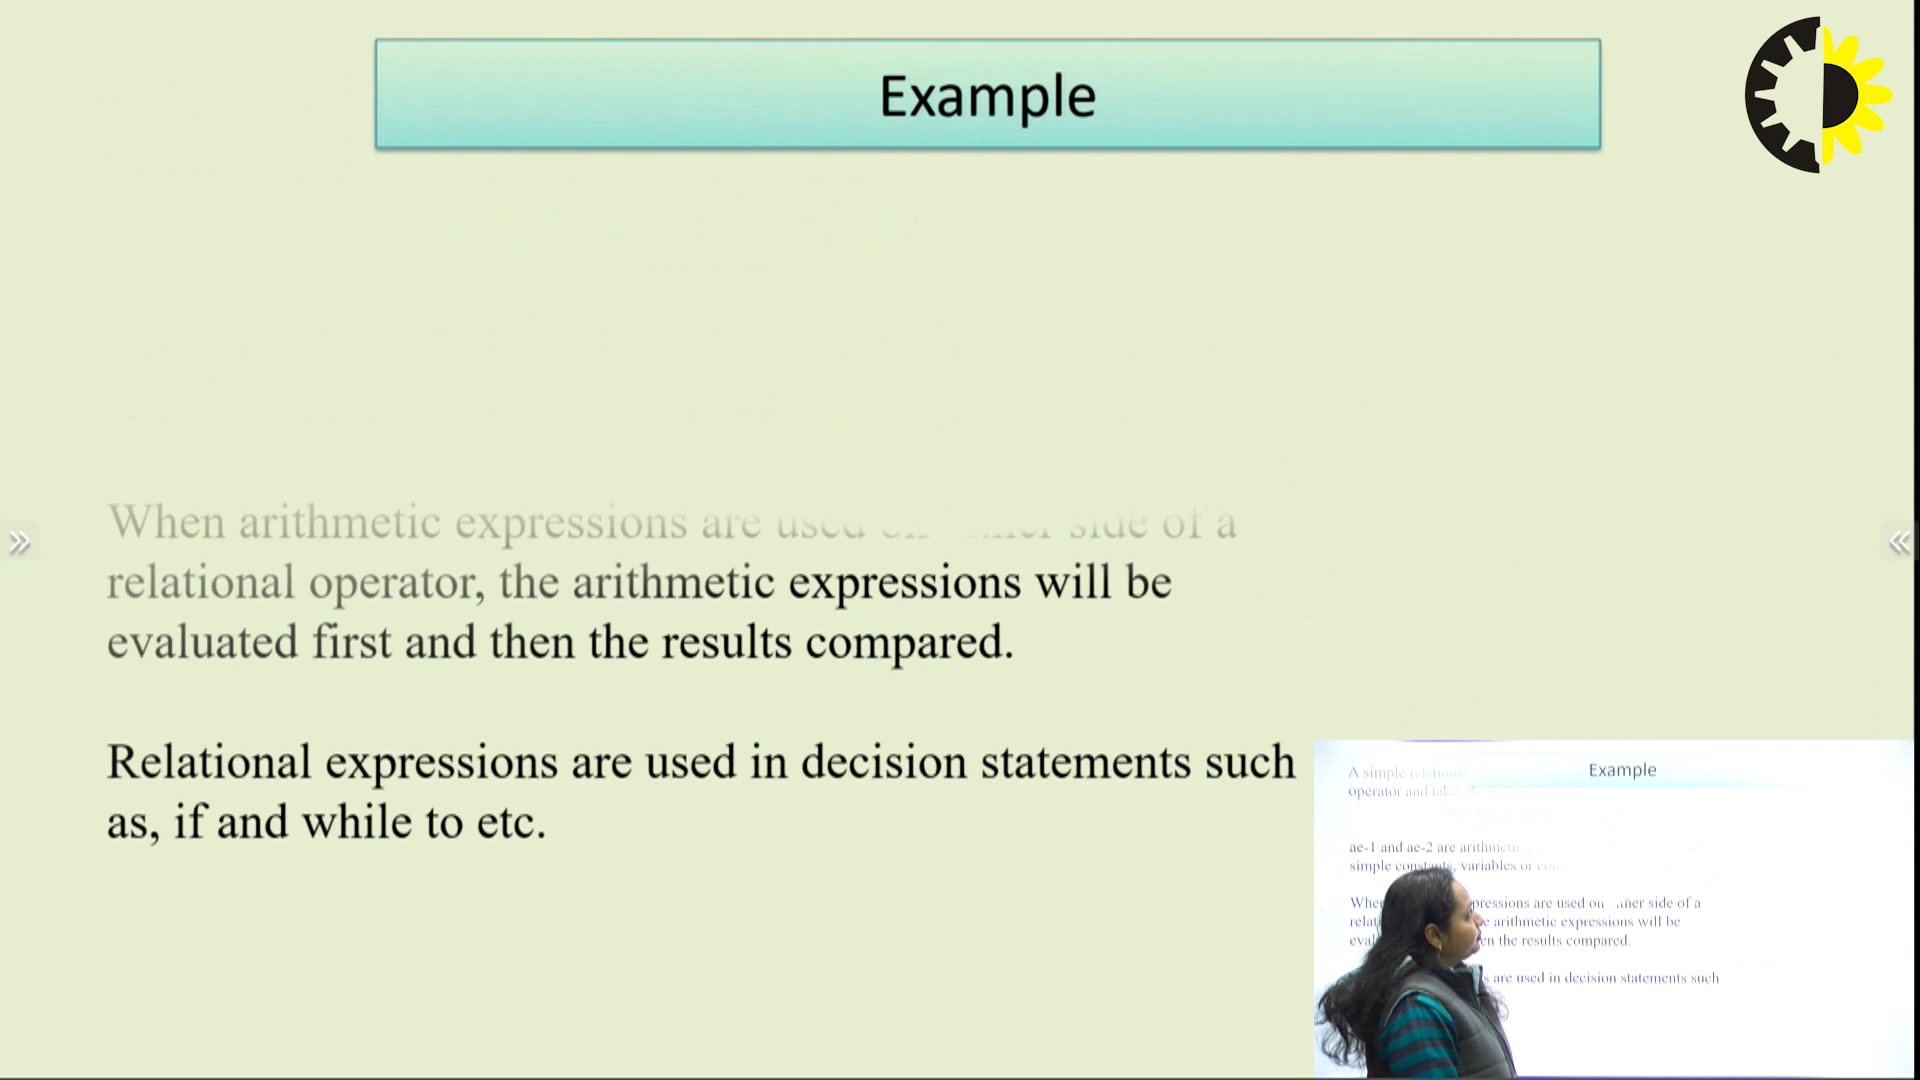 Example
When arithmetic expressions are used side of a
relational operator, the arithmetic expressions will be
evaluated first and then the results compared.
Relational expressions are used in decision statements such
as, if and while to etc.
Example
A simple relational
operator and
ae-1 and ae-2 are arithmetic
simple constants, variables or
pressions are used on side of a
e arithmetic expressions will be
en the results compared.
s are used in decision statements such